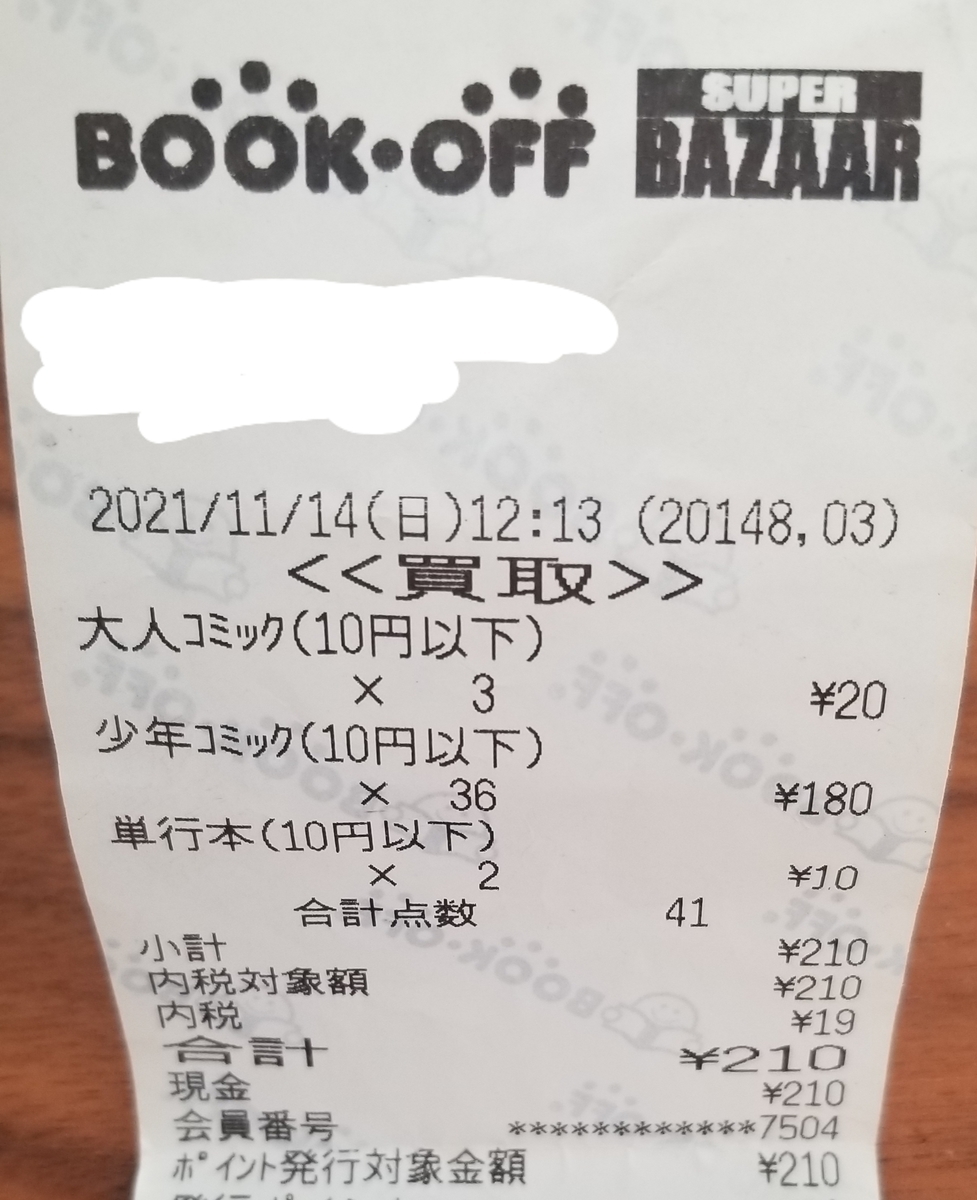 BOOK・OFF SUPER BAZAAR
2021/11/14(日)12:13 (20148,03)
<<買取>>
大人ｺﾐｯｸ(10円以下)
× 3 ¥20
少年ｺﾐｯｸ(10円以下)
× 36 ¥180
単行本(10円以下)
× 2 ¥10
合計点数 41
小計 ¥210
内税対象額 ¥210
内税 ¥19
合計 ¥210
現金 ¥210
会員番号 ************7504
ﾎﾟｲﾝﾄ発行対象金額 ¥210